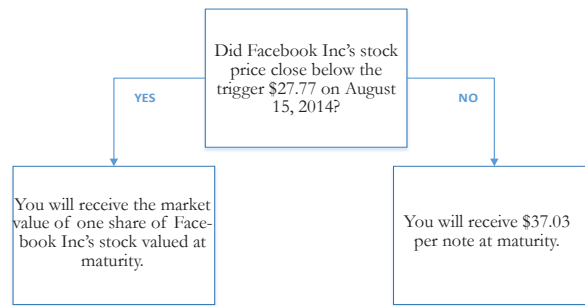 Did Facebook Inc's stock
price close below the
trigger $27.77 on August
15, 2014?
YES
NO
You will receive the market
value of one share of Face-
book Inc's stock valued at
maturity.
You will receive $37.03
per note at maturity.